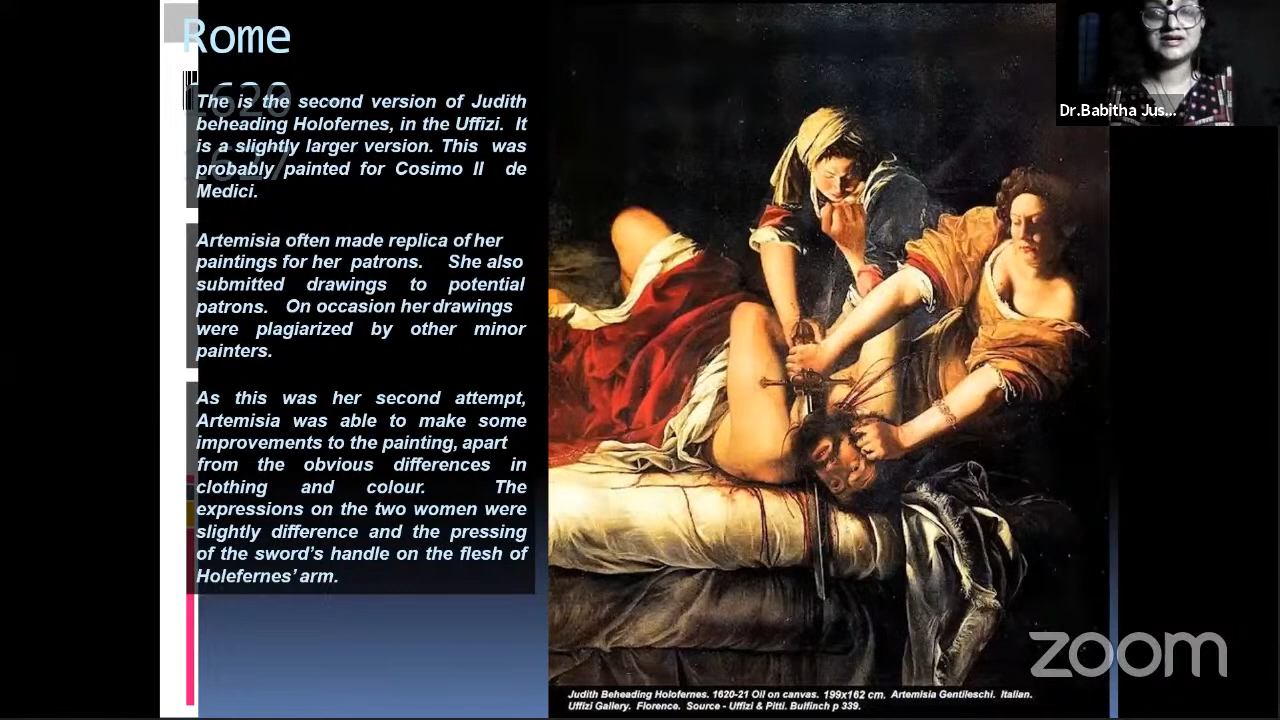 Rome
1620
1627
The is the second version of Judith
beheading Holofernes, in the Uffizi. It
is a slightly larger version. This was
probably painted for Cosimo II de
Medici.
Artemisia often made replica of her
paintings for her patrons. She also
submitted drawings to potential
patrons. On occasion her drawings
were plagiarized by other minor
painters.
As this was her second attempt,
Artemisia was able to make some
improvements to the painting, apart
from the obvious differences in
clothing and colour. The
expressions on the two women were
slightly difference and the pressing
of the sword's handle on the flesh of
Holefernes' arm.
Dr.Babitha Jus...
zoom
Judith Beheading Holofernes. 1620-21 Oil on canvas. 199x162 cm. Artemisia Gentileschi. Italian.
Uffizi Gallery. Florence. Source - Uffizi & Pitti. Bulfinch p 339.